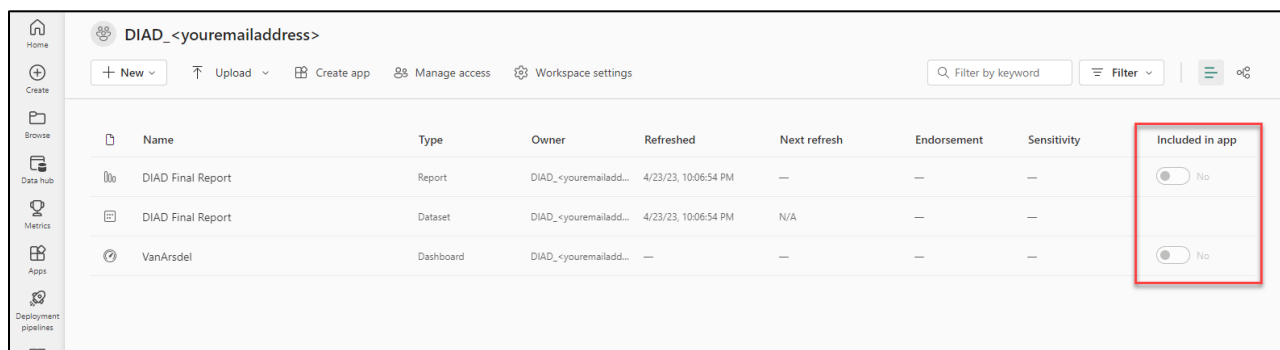 Home
Create
Browse
Data hub
Metrics
Apps
Deployment
pipelines
DIAD_<youremailaddress>
New Upload Create app Manage access Workspace settings Filter by keyword Filter
Name Type Owner Refreshed Next refresh Endorsement Sensitivity Included in app
DIAD Final Report Report DIAD_<youremailadd... 4/23/23, 10:06:54 PM — — — No
DIAD Final Report Dataset DIAD_<youremailadd... 4/23/23, 10:06:54 PM N/A — —
VanArsdel Dashboard DIAD_<youremailadd... — — — — No